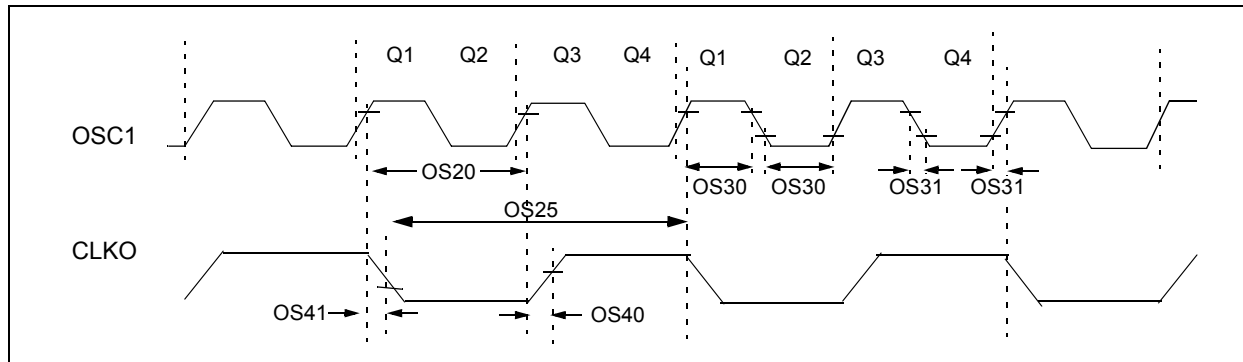 Q1 Q2 Q3 Q4 Q1 Q2 Q3 Q4
OSC1
OS20 OS30 OS30 OS31 OS31
OS25
CLKO
OS41 OS40